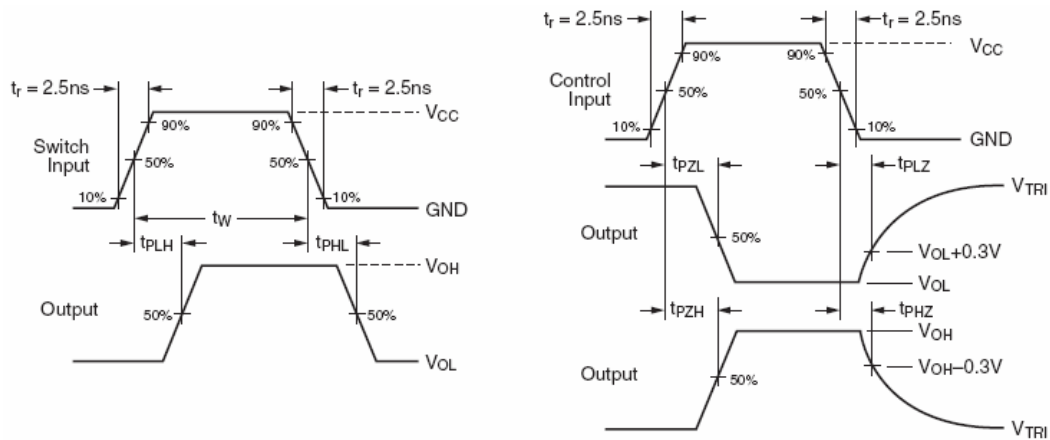 tr = 2.5ns
tr = 2.5ns
VCC
90%
90%
Switch
Input
50%
50%
10%
10%
GND
tW
tPLH
tPHL
VOH
Output
50%
50%
VOL
tr = 2.5ns
tr = 2.5ns
VCC
90%
90%
Control
Input
50%
50%
10%
10%
GND
tPZL
tPLZ
VTRI
Output
50%
VOL+0.3V
VOL
tPZH
tPHZ
VOH
VOH–0.3V
Output
50%
VTRI